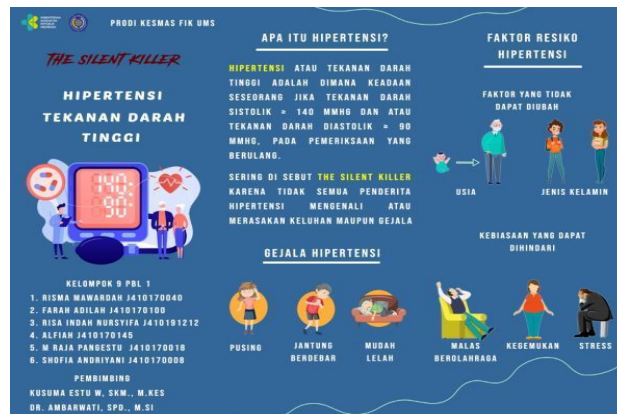 PRODI KESMAS FIK UMS
THE SILENT KILLER
HIPERTENSI
TEKANAN DARAH
TINGGI
140
90
KELOMPOK 9 PBL 1
1. RISMA MAWARDAH J410170040
2. FARAH ADILAH J410170100
3. RISA INDAH NURSYIFA J410191212
4. ALFIAH J410170145
5. M RAJA PANGESTU J410170018
6. SHOFIA ANDRIYANI J410170008
PEMBIMBING
KUSUMA ESTU W, SKM., M.KES
DR. AMBARWATI, SPD., M.SI
APA ITU HIPERTENSI?
HIPERTENSI ATAU TEKANAN DARAH
TINGGI ADALAH DIMANA KEADAAN
SESEORANG JIKA TEKANAN DARAH
SISTOLIK = 140 MMHG DAN ATAU
TEKANAN DARAH DIASTOLIK = 90
MMHG, PADA PEMERIKSAAN YANG
BERULANG.
SERING DI SEBUT THE SILENT KILLER
KARENA TIDAK SEMUA PENDERITA
HIPERTENSI MENGENALI ATAU
MERASAKAN KELUHAN MAUPUN GEJALA
GEJALA HIPERTENSI
PUSING
JANTUNG
BERDEBAR
MUDAH
LELAH
FAKTOR RESIKO
HIPERTENSI
FAKTOR YANG TIDAK
DAPAT DIUBAH
USIA
JENIS KELAMIN
KEBIASAAN YANG DAPAT
DIHINDARI
MALAS
BEROLAHRAGA
KEGEMUKAN
STRESS